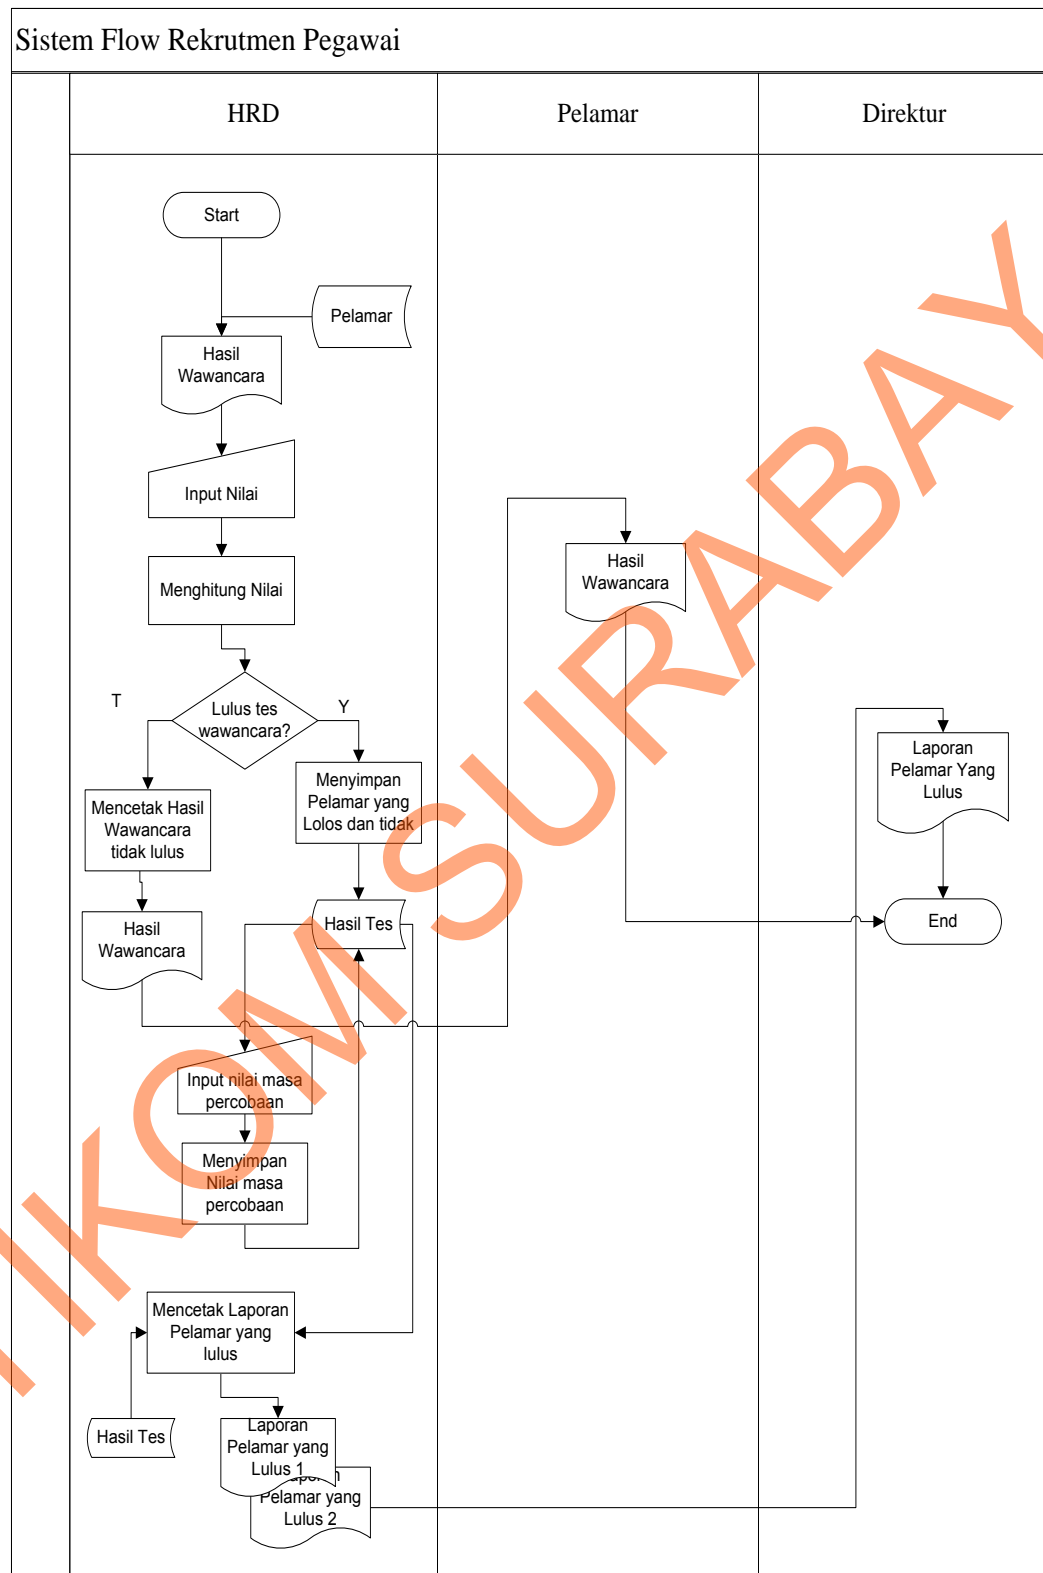 Sistem Flow Rekrutmen Pegawai
HRD
Pelamar
Direktur
Start
Pelamar
Hasil
Wawancara
Input Nilai
Menghitung Nilai
Lulus tes
wawancara?
T
Y
Mencetak Hasil
Wawancara
tidak lulus
Menyimpan
Pelamar yang
Lolos dan tidak
Hasil
Wawancara
Hasil Tes
Input nilai masa
percobaan
Menyimpan
Nilai masa
percobaan
Mencetak Laporan
Pelamar yang
lulus
Hasil Tes
Laporan
Pelamar yang
Lulus 1
Laporan
Pelamar yang
Lulus 2
Hasil
Wawancara
Laporan
Pelamar Yang
Lulus
End
IKOM SURABAY